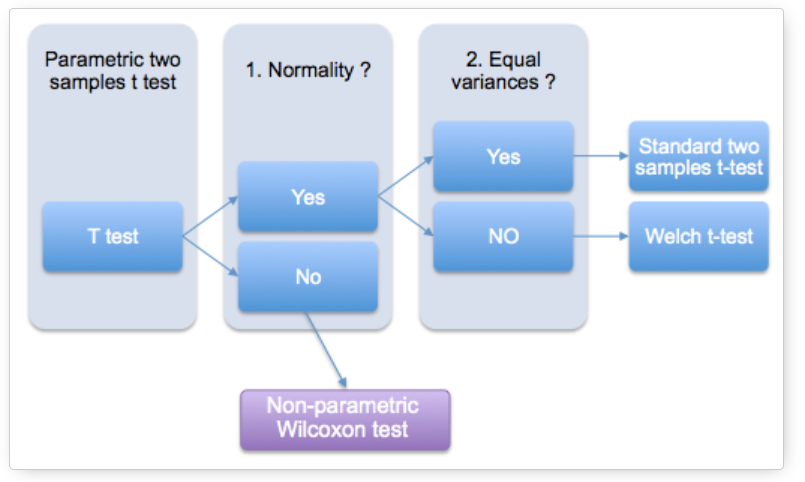 Parametric two
samples t test
1. Normality ?
2. Equal
variances ?
T test
Yes
No
Yes
NO
Standard two
samples t-test
Welch t-test
Non-parametric
Wilcoxon test